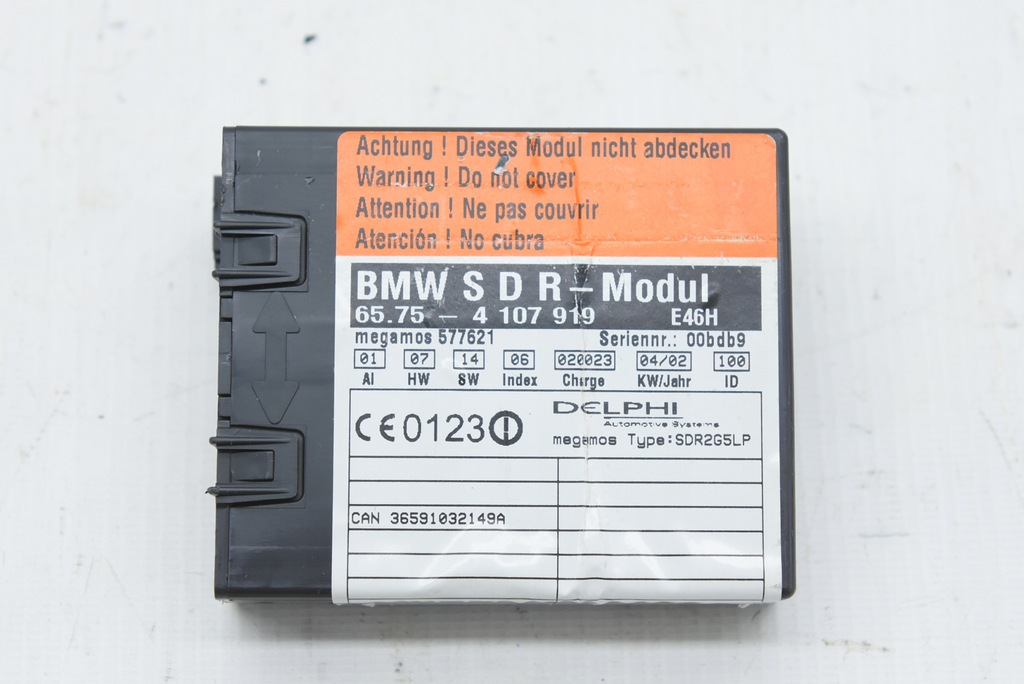 Achtung ! Dieses Modul nicht abdecken
Warning ! Do not cover
Attention ! Ne pas couvrir
Atención ! No cubra
BMW S D R – Modul
65.75 – 4 107 919 E46H
megamos 577621 Seriennr.: 00bdb9
01 07 14 06 020023 04/02 100
AI HW SW Index Charge KW/Jahr ID
CE0123
DELPHI
Automotive Systems
megamos Type:SDR2G5LP
CAN 36591032149A